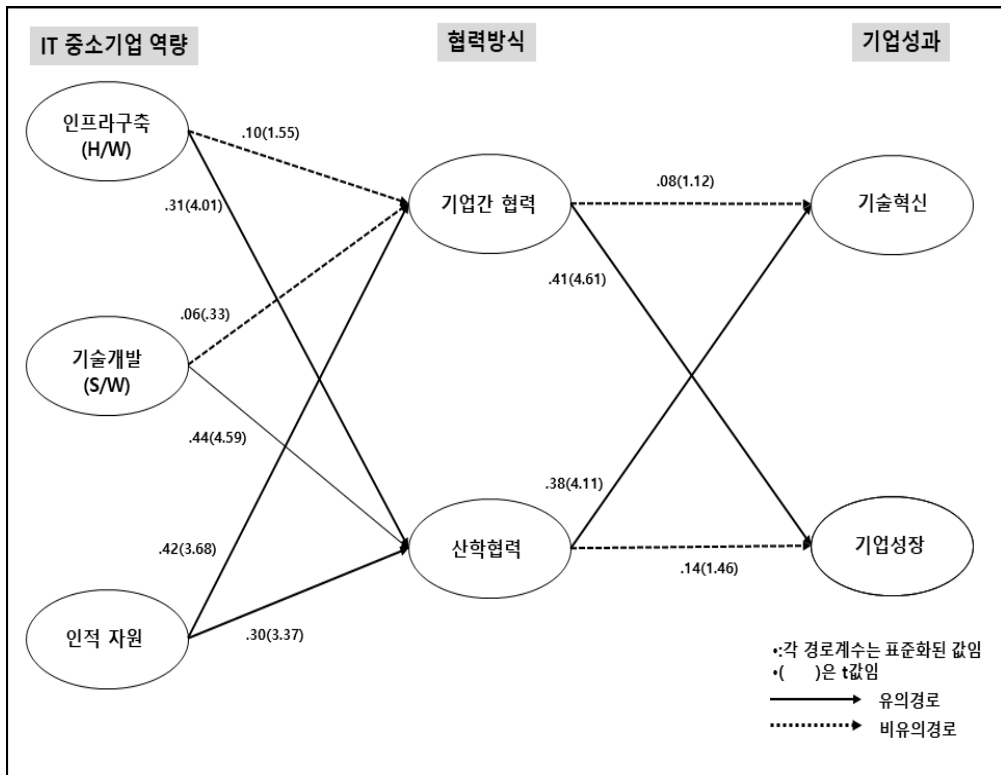 IT 중소기업 역량
협력방식
기업성과
인프라구축
(H/W)
.10(1.55)
.31(4.01)
기업간 협력
.08(1.12)
기술혁신
.41(4.61)
.06(.33)
기술개발
(S/W)
.44(4.59)
.38(4.11)
.42(3.68)
산학협력
.14(1.46)
기업성장
인적 자원
.30(3.37)
•:각 경로계수는 표준화된 값임
•( )은 t값임
유의경로
비유의경로